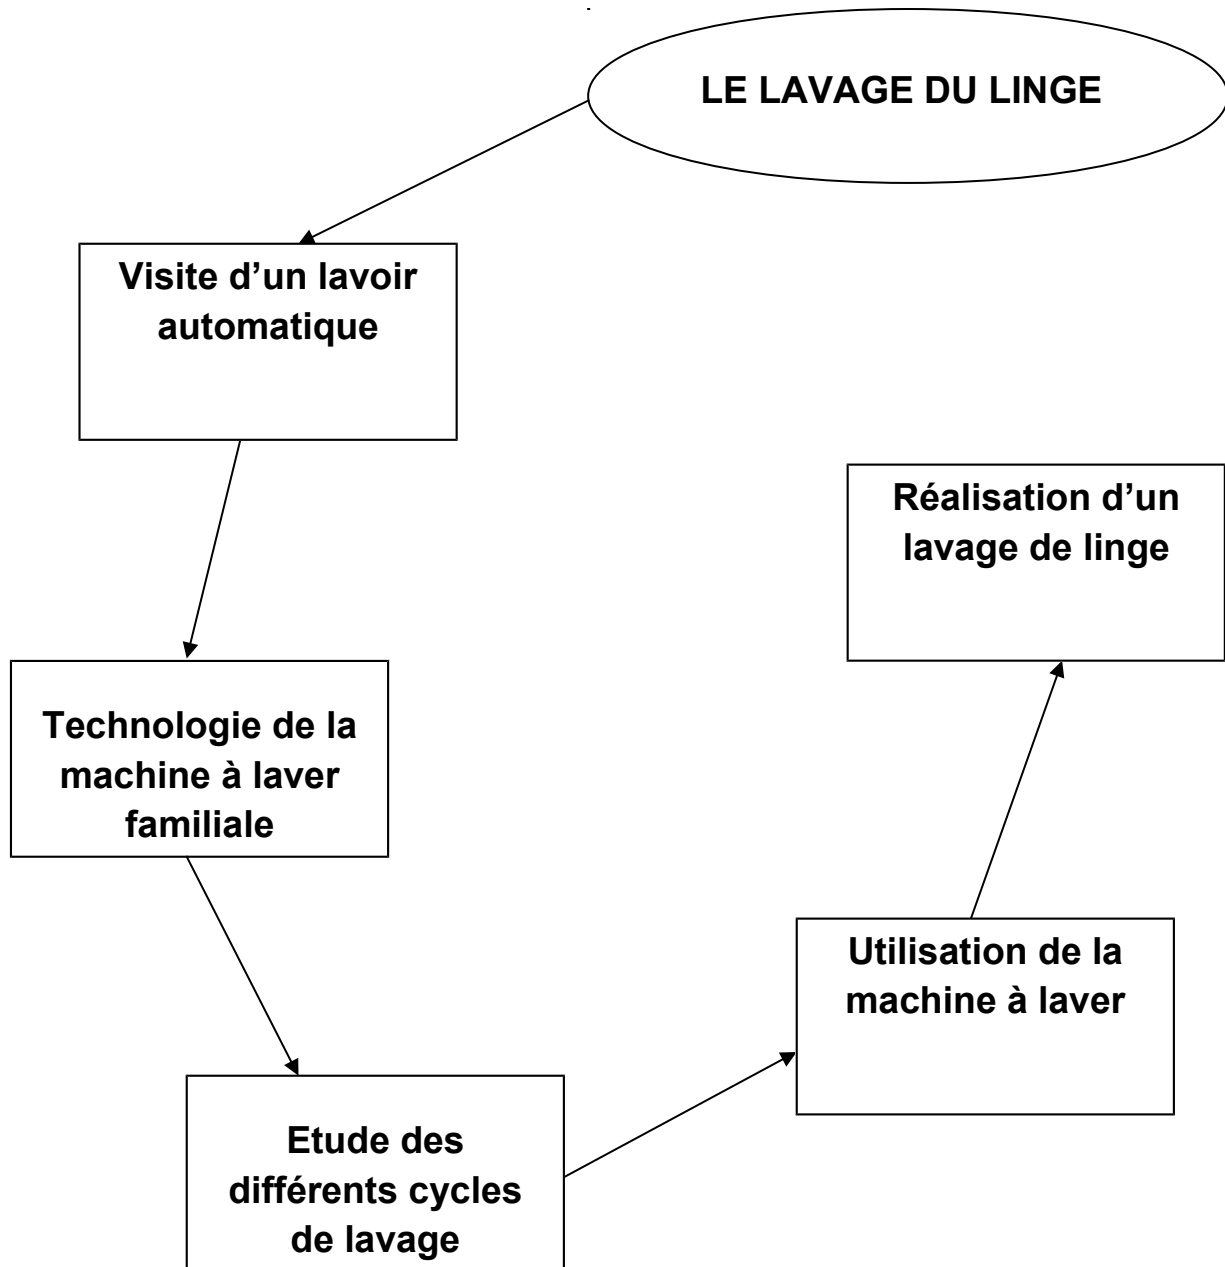 LE LAVAGE DU LINGE
Visite d’un lavoir
automatique
Technologie de la
machine à laver
familiale
Etude des
différents cycles
de lavage
Utilisation de la
machine à laver
Réalisation d’un
lavage de linge